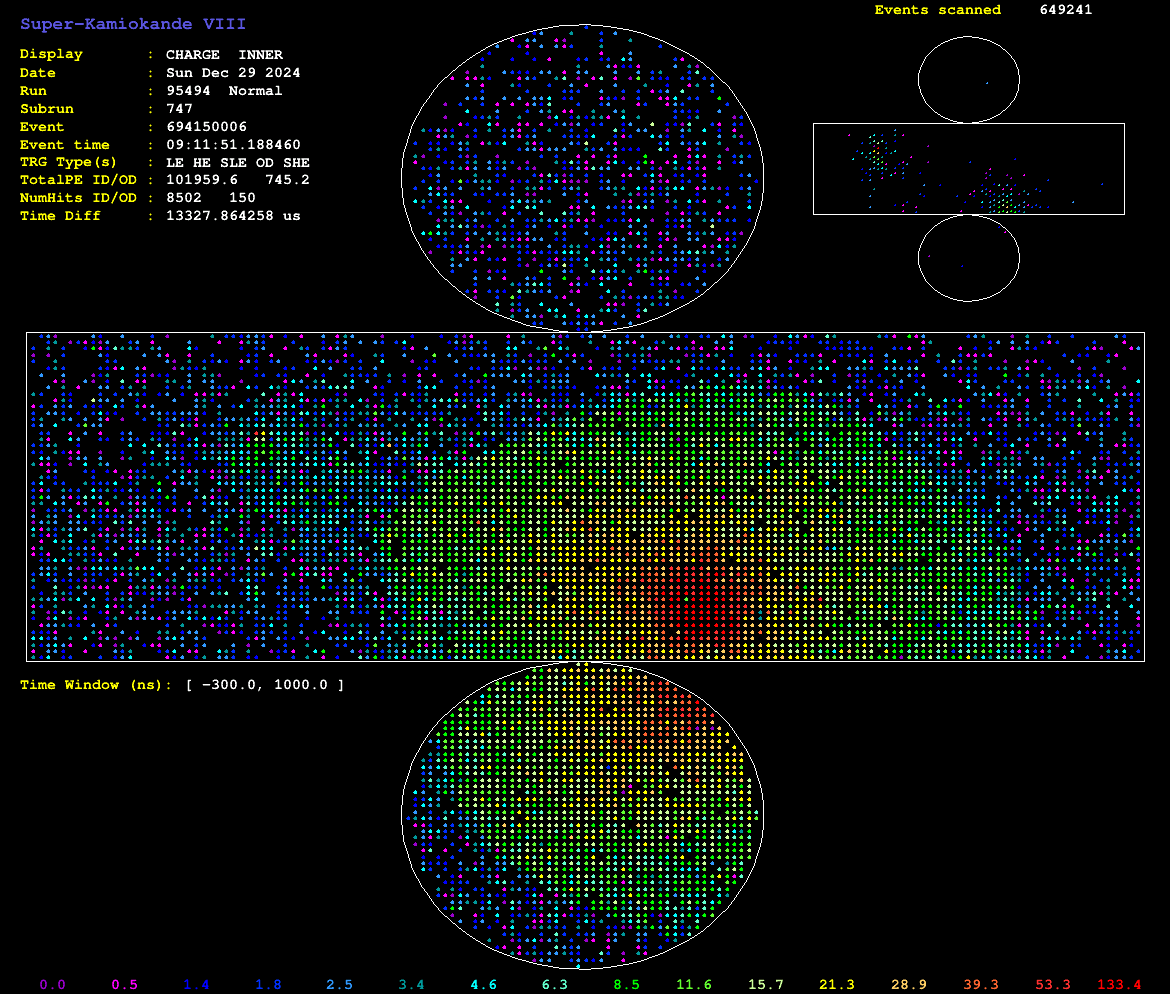 Super-Kamiokande VIII
Events scanned 649241
Display : CHARGE INNER
Date : Sun Dec 29 2024
Run : 95494 Normal
Subrun : 747
Event : 694150006
Event time : 09:11:51.188460
TRG Type(s) : LE HE SLE OD SHE
TotalPE ID/OD : 101959.6 745.2
NumHits ID/OD : 8502 150
Time Diff : 13327.864258 us
Time Window (ns): [ −300.0, 1000.0 ]
0.0 0.5 1.4 1.8 2.5 3.4 4.6 6.3 8.5 11.6 15.7 21.3 28.9 39.3 53.3 133.4